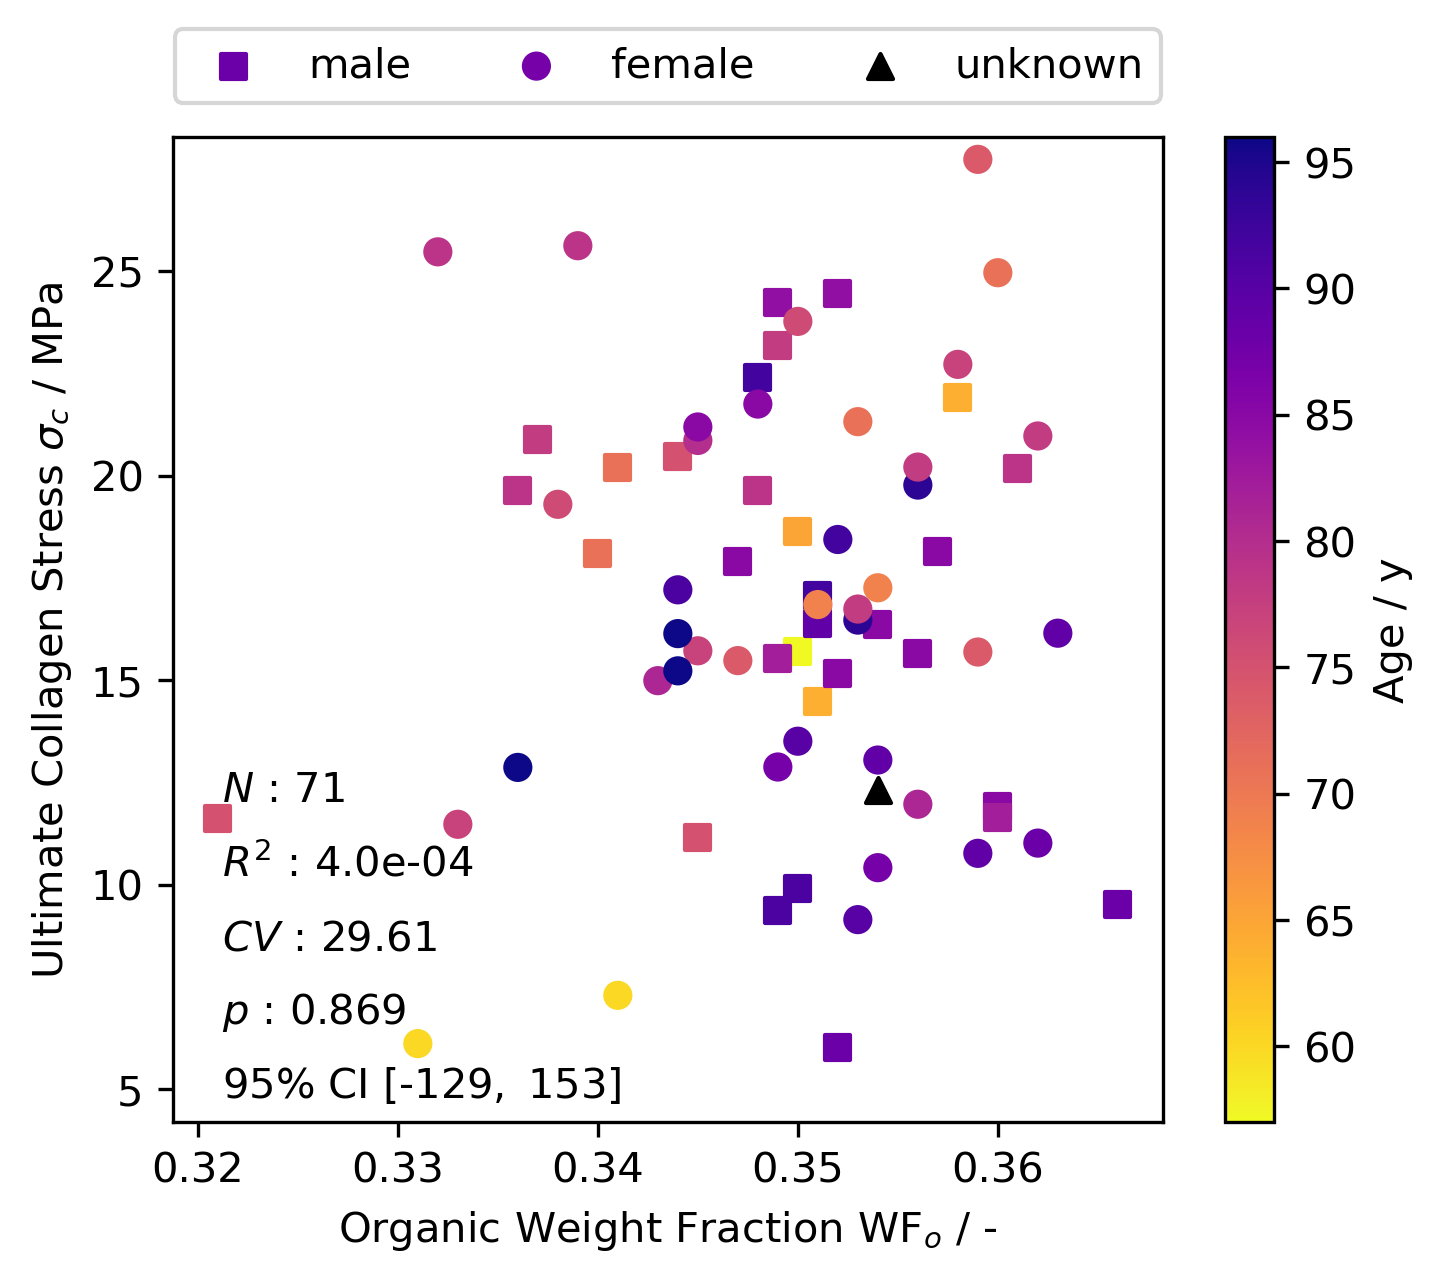 male female unknown
Ultimate Collagen Stress σc / MPa
25
20
15
10
5
N : 71
R² : 4.0e-04
CV : 29.61
p : 0.869
95% CI [-129, 153]
0.32 0.33 0.34 0.35 0.36
Organic Weight Fraction WFo / -
95
90
85
80
75
70
65
60
Age / y